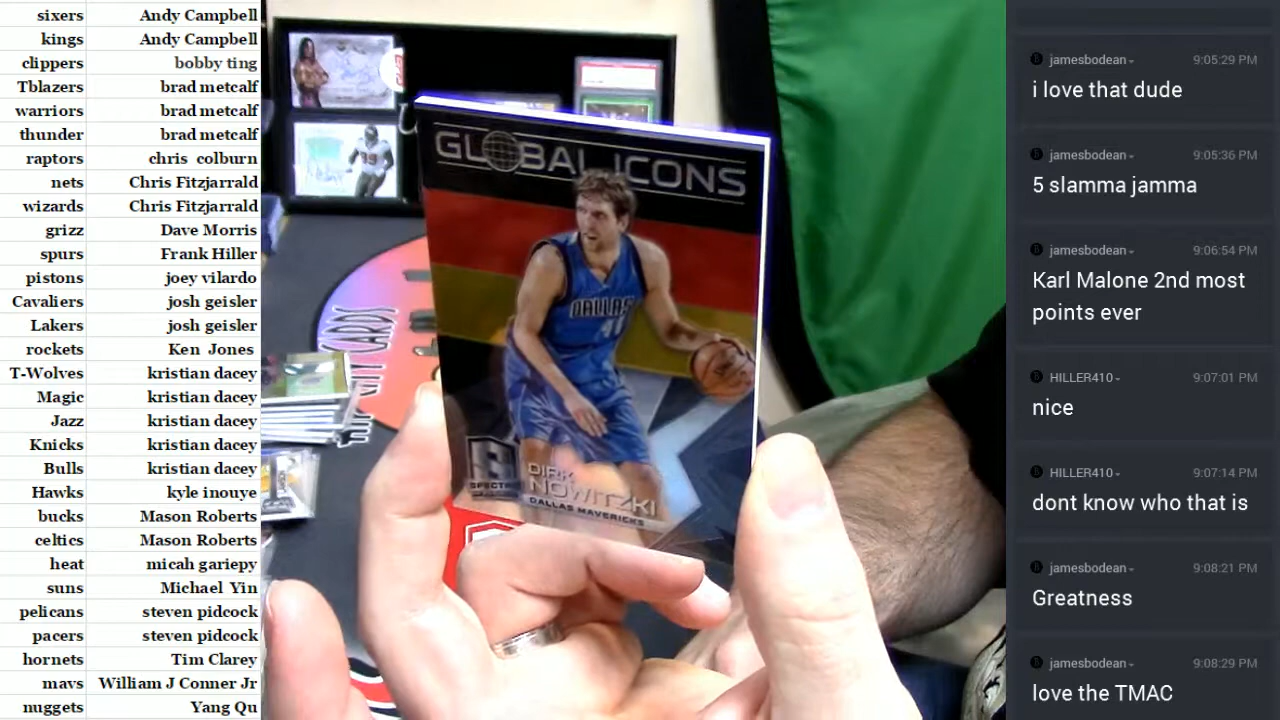 sixers Andy Campbell
kings Andy Campbell
clippers bobby ting
Tblazers brad metcalf
warriors brad metcalf
thunder brad metcalf
raptors chris colburn
nets Chris Fitzjarrald
wizards Chris Fitzjarrald
grizz Dave Morris
spurs Frank Hiller
pistons joey vilardo
Cavaliers josh geisler
Lakers josh geisler
rockets Ken Jones
T-Wolves kristian dacey
Magic kristian dacey
Jazz kristian dacey
Knicks kristian dacey
Bulls kristian dacey
Hawks kyle inouye
bucks Mason Roberts
celtics Mason Roberts
heat micah gariepy
suns Michael Yin
pelicans steven pidcock
pacers steven pidcock
hornets Tim Clarey
mavs William J Conner Jr
nuggets Yang Qu
GLOBAL ICONS
DALLAS
41
DIRK
NOWITZKI
DALLAS MAVERICKS
CARDS
jamesbodean 9:05:29 PM
i love that dude
jamesbodean 9:05:36 PM
5 slamma jamma
jamesbodean 9:06:54 PM
Karl Malone 2nd most
points ever
HILLER410 9:07:01 PM
nice
HILLER410 9:07:14 PM
dont know who that is
jamesbodean 9:08:21 PM
Greatness
jamesbodean 9:08:29 PM
love the TMAC